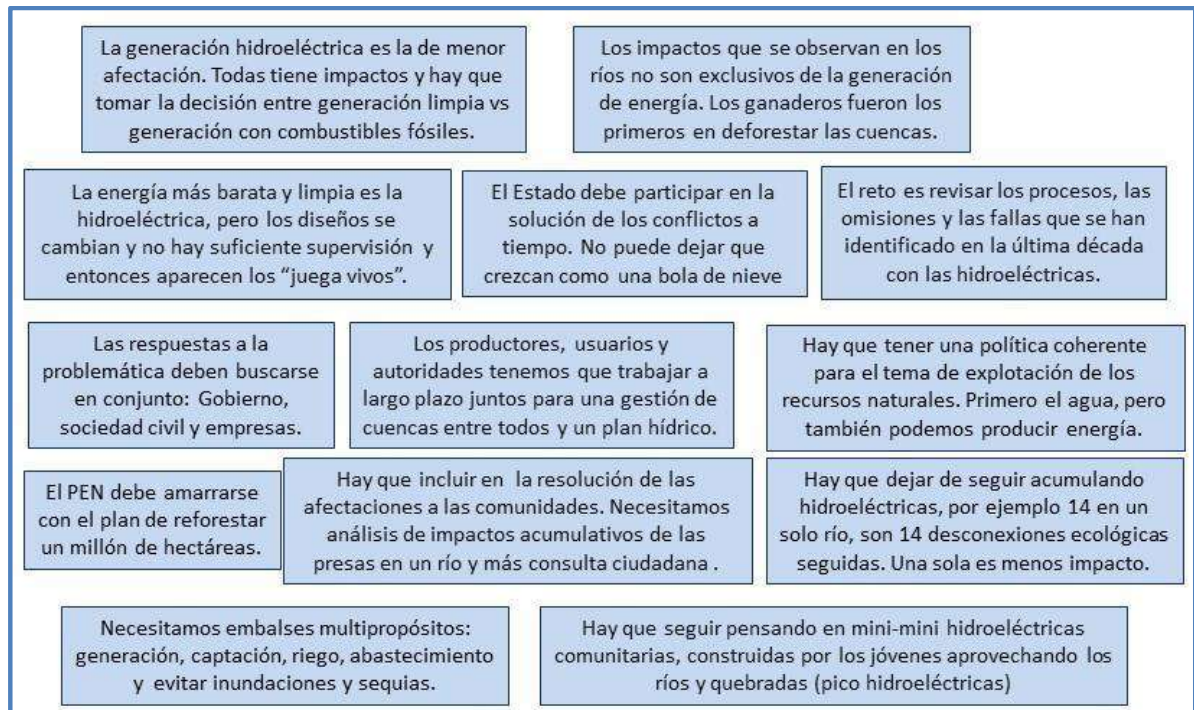 La generación hidroeléctrica es la de menor
afectación. Todas tiene impactos y hay que
tomar la decisión entre generación limpia vs
generación con combustibles fósiles.
Los impactos que se observan en los
ríos no son exclusivos de la generación
de energía. Los ganaderos fueron los
primeros en deforestar las cuencas.
La energía más barata y limpia es la
hidroeléctrica, pero los diseños se
cambian y no hay suficiente supervisión y
entonces aparecen los “juega vivos”.
El Estado debe participar en la
solución de los conflictos a
tiempo. No puede dejar que
crezcan como una bola de nieve
El reto es revisar los procesos, las
omisiones y las fallas que se han
identificado en la última década
con las hidroeléctricas.
Las respuestas a la
problemática deben buscarse
en conjunto: Gobierno,
sociedad civil y empresas.
Los productores, usuarios y
autoridades tenemos que trabajar a
largo plazo juntos para una gestión de
cuencas entre todos y un plan hídrico.
Hay que tener una política coherente
para el tema de explotación de los
recursos naturales. Primero el agua, pero
también podemos producir energía.
El PEN debe amarrarse
con el plan de reforestar
un millón de hectáreas.
Hay que incluir en la resolución de las
afectaciones a las comunidades. Necesitamos
análisis de impactos acumulativos de las
presas en un río y más consulta ciudadana .
Hay que dejar de seguir acumulando
hidroeléctricas, por ejemplo 14 en un
solo río, son 14 desconexiones ecológicas
seguidas. Una sola es menos impacto.
Necesitamos embalses multipropósitos:
generación, captación, riego, abastecimiento
y evitar inundaciones y sequias.
Hay que seguir pensando en mini-mini hidroeléctricas
comunitarias, construidas por los jóvenes aprovechando los
ríos y quebradas (pico hidroeléctricas)